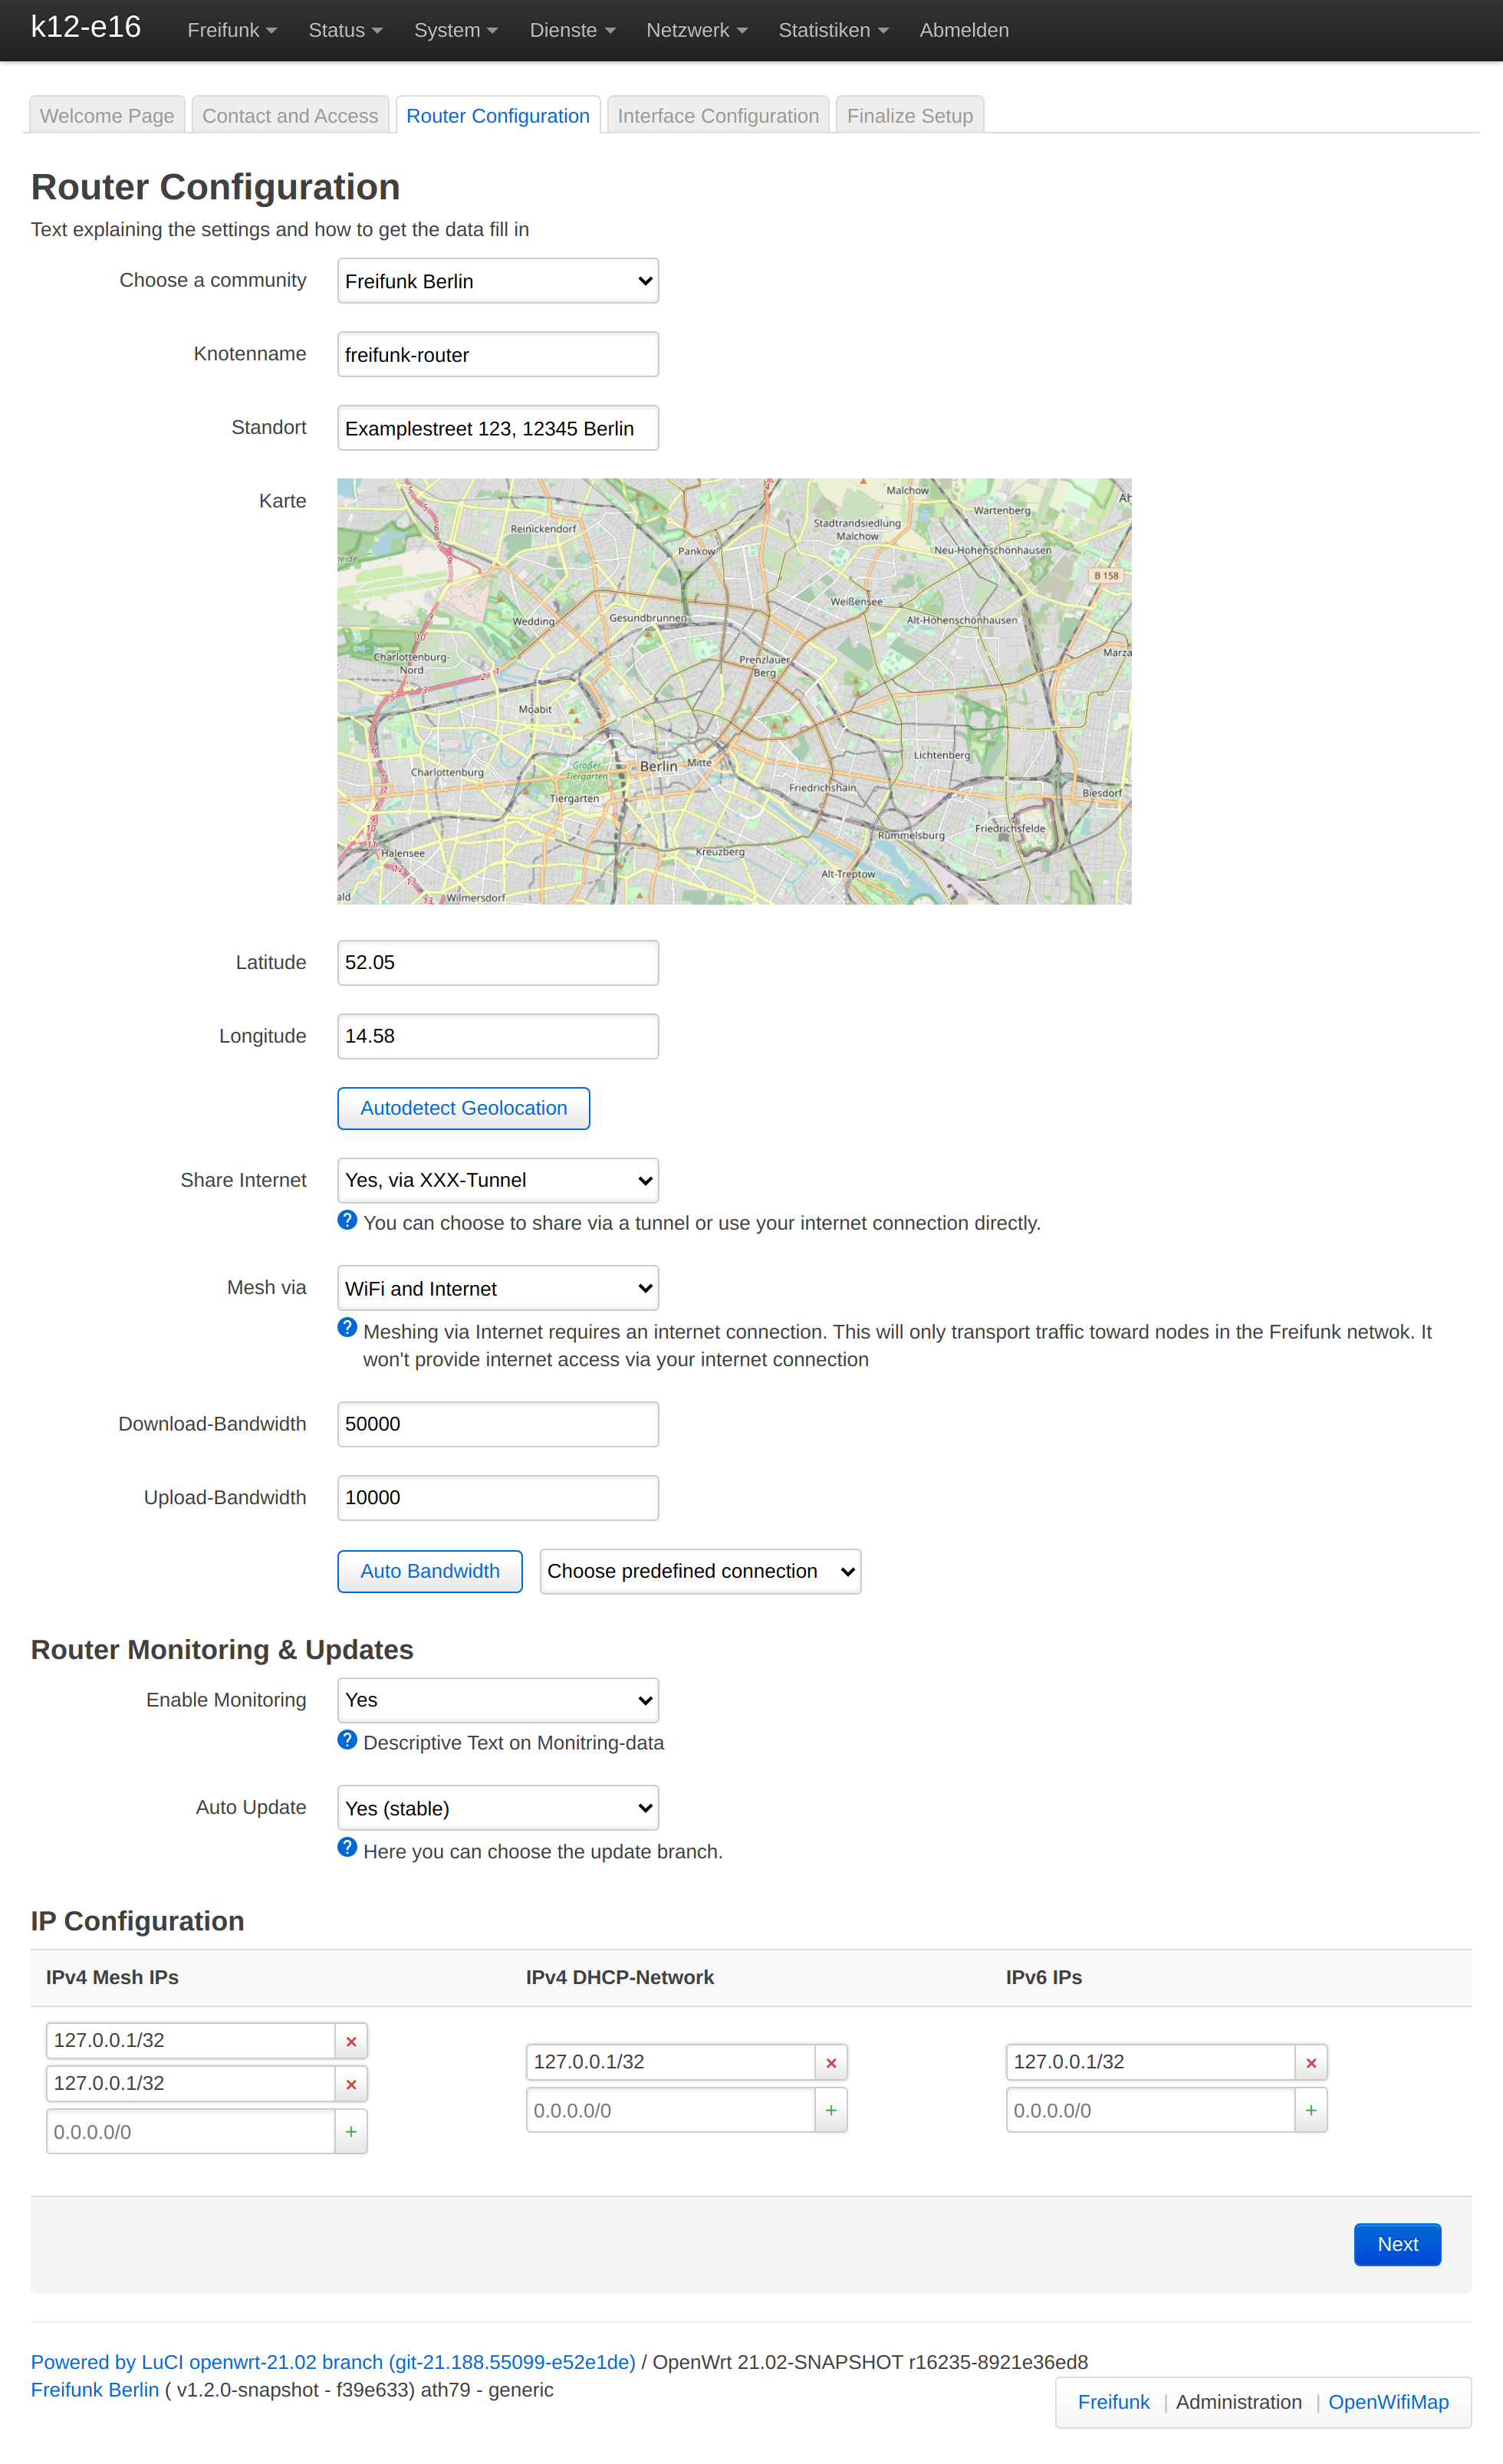 k12-e16 Freifunk Status System Dienste Netzwerk Statistiken Abmelden
Welcome Page Contact and Access Router Configuration Interface Configuration Finalize Setup
Router Configuration
Text explaining the settings and how to get the data fill in
Choose a community Freifunk Berlin
Knotenname freifunk-router
Standort Examplestreet 123, 12345 Berlin
Karte
Malchow
Wartenberg
Reinickendorf
Stadtrandsiedlung
Malchow
Pankow
Neu-Hohenschönhausen
B 158
Weißensee
Wedding
Gesundbrunnen
Alt-Hohenschönhausen
Marza
Charlottenburg-
Nord
Prenzlauer
Berg
Moabit
Lichtenberg
Charlottenburg
Großer
Tiergarten
Berlin
Mitte
Tiergarten
Friedrichshain
Biesdorf
Rummelsburg
Friedrichsfelde
Halensee
Kreuzberg
Alt-Treptow
ald
Wilmersdorf
Latitude 52.05
Longitude 14.58
Autodetect Geolocation
Share Internet Yes, via XXX-Tunnel
? You can choose to share via a tunnel or use your internet connection directly.
Mesh via WiFi and Internet
? Meshing via Internet requires an internet connection. This will only transport traffic toward nodes in the Freifunk netwok. It
won't provide internet access via your internet connection
Download-Bandwidth 50000
Upload-Bandwidth 10000
Auto Bandwidth Choose predefined connection
Router Monitoring & Updates
Enable Monitoring Yes
? Descriptive Text on Monitring-data
Auto Update Yes (stable)
? Here you can choose the update branch.
IP Configuration
IPv4 Mesh IPs IPv4 DHCP-Network IPv6 IPs
127.0.0.1/32 ×
127.0.0.1/32 ×
0.0.0.0/0 +
127.0.0.1/32 ×
0.0.0.0/0 +
127.0.0.1/32 ×
0.0.0.0/0 +
Next
Powered by LuCI openwrt-21.02 branch (git-21.188.55099-e52e1de) / OpenWrt 21.02-SNAPSHOT r16235-8921e36ed8
Freifunk Berlin ( v1.2.0-snapshot - f39e633) ath79 - generic
Freifunk | Administration | OpenWifiMap